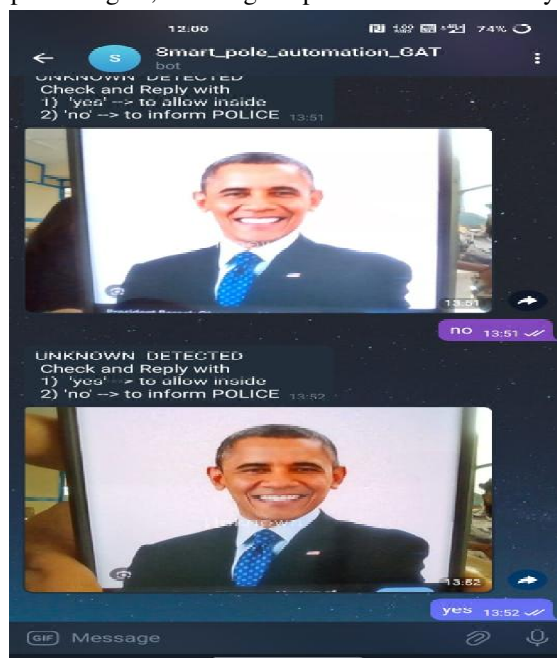 12:00 74%
Smart_pole_automation_GAT
bot
UNKNOWN DETECTED
Check and Reply with
1) 'yes' --> to allow inside
2) 'no' --> to inform POLICE 13:51
13:51
no 13:51
UNKNOWN DETECTED
Check and Reply with
1) 'yes' --> to allow inside
2) 'no' --> to inform POLICE 13:52
13:52
yes 13:52
GIF Message